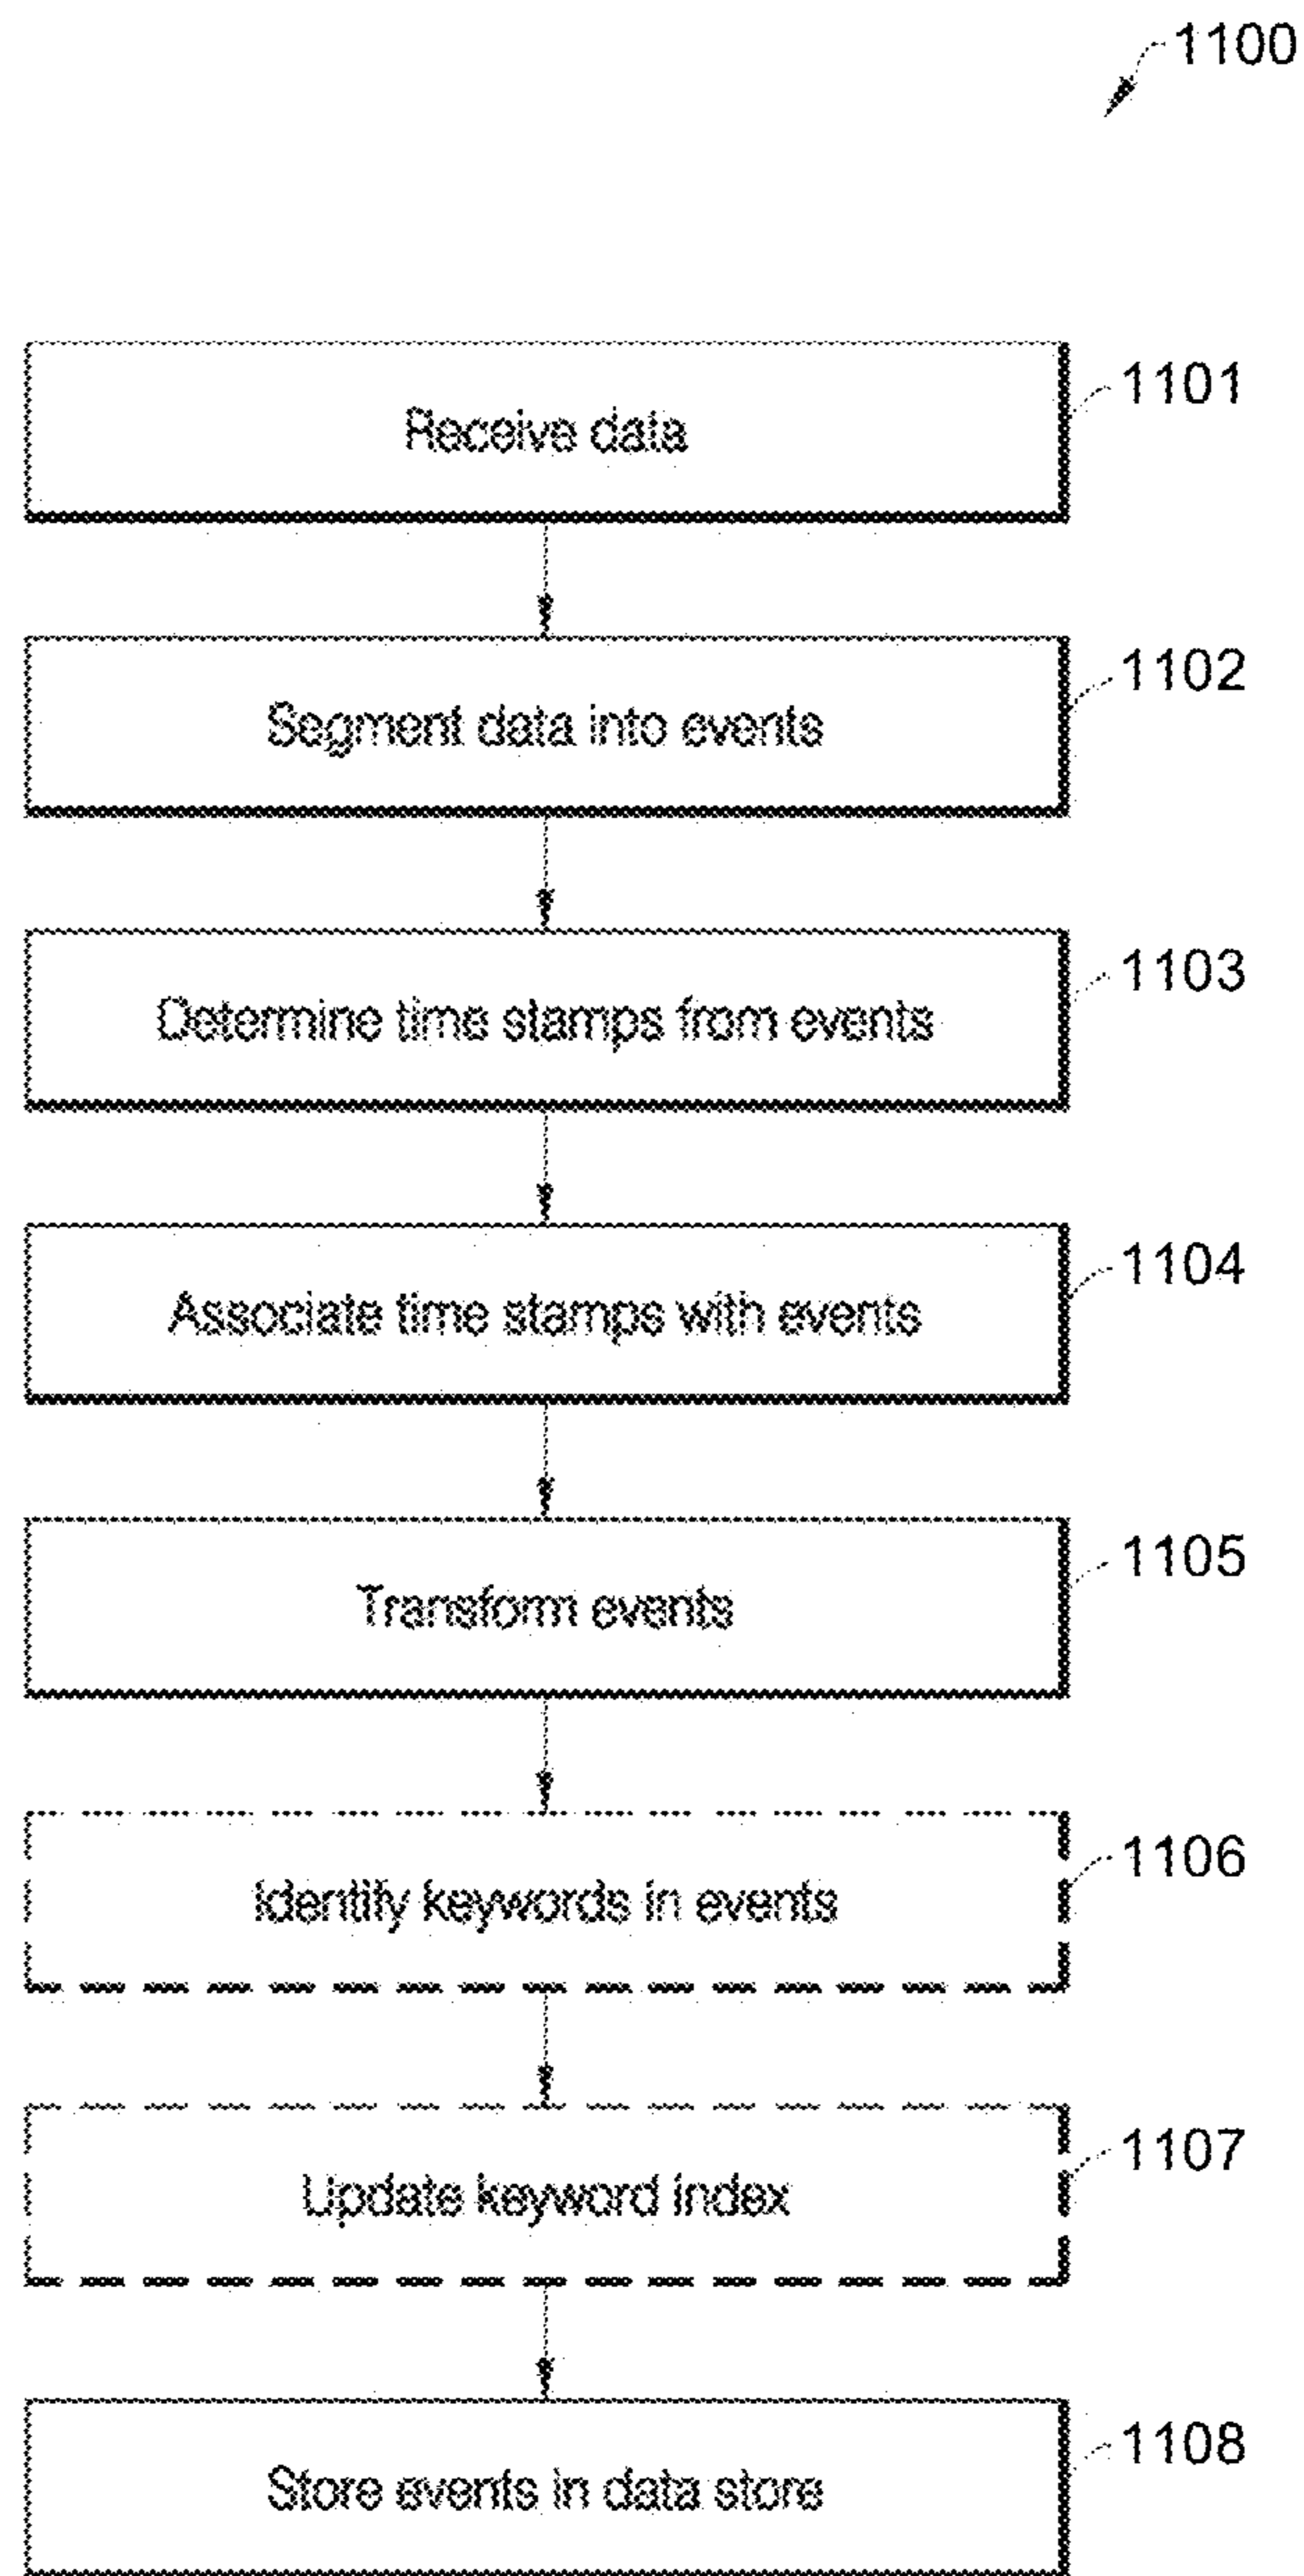 1100
Receive data
1101
Segment data into events
1102
Determine time stamps from events
1103
Associate time stamps with events
1104
Transform events
1105
Identify keywords in events
1106
Update keyword index
1107
Store events in data store
1108